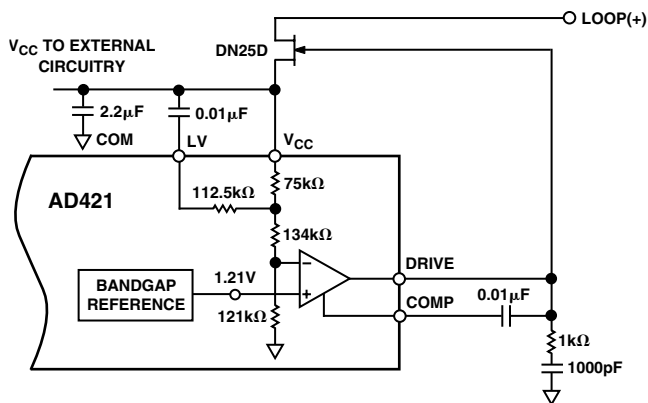 LOOP(+)
DN25D
VCC TO EXTERNAL
CIRCUITRY
2.2µF
0.01µF
COM
LV
VCC
75kΩ
112.5kΩ
AD421
134kΩ
DRIVE
BANDGAP
REFERENCE
1.21V
−
+
COMP
0.01µF
121kΩ
1kΩ
1000pF